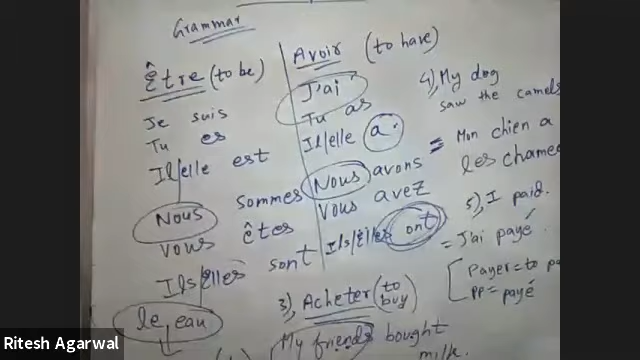 Grammar
Être (to be)
Je suis
Tu es
Il/elle est
Nous sommes
Vous êtes
Ils/Elles sont
le, eau
Avoir (to have)
J'ai
Tu as
Il/elle a.
Nous avons
Vous avez
Ils/Elles ont
3), Acheter (to buy)
My friends bought
milk.
4), My dog
saw the camels
= Mon chien a
les
5), I paid.
= J'ai payé.
[Payer = to
PP = payé
Ritesh Agarwal